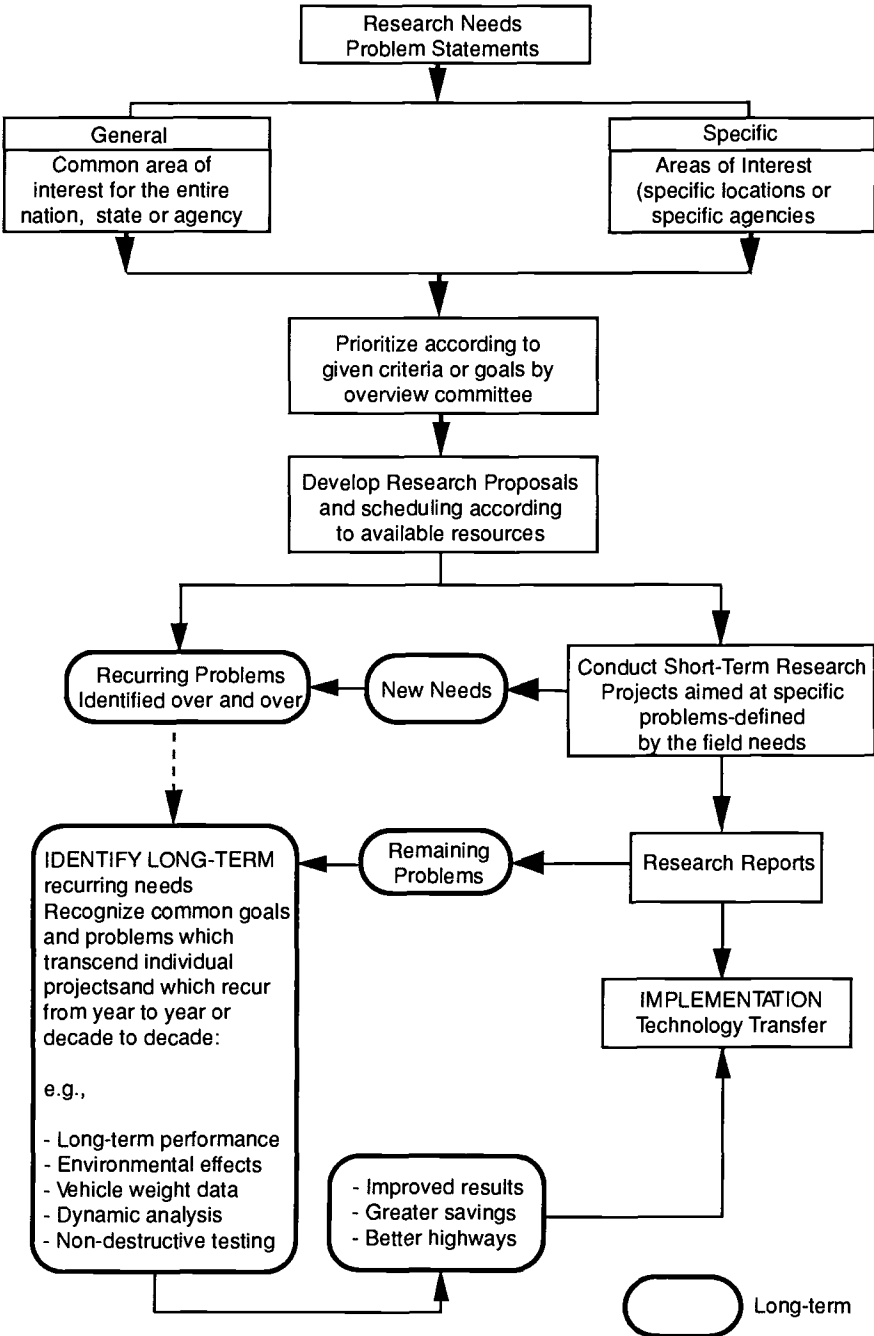 Research Needs
Problem Statements
General
Common area of
interest for the entire
nation, state or agency
Specific
Areas of Interest
(specific locations or
specific agencies
Prioritize according to
given criteria or goals by
overview committee
Develop Research Proposals
and scheduling according
to available resources
Recurring Problems
Identified over and over
New Needs
Conduct Short-Term Research
Projects aimed at specific
problems-defined
by the field needs
IDENTIFY LONG-TERM
recurring needs
Recognize common goals
and problems which
transcend individual
projectsand which recur
from year to year or
decade to decade:
e.g.,
- Long-term performance
- Environmental effects
- Vehicle weight data
- Dynamic analysis
- Non-destructive testing
Remaining
Problems
Research Reports
IMPLEMENTATION
Technology Transfer
- Improved results
- Greater savings
- Better highways
Long-term